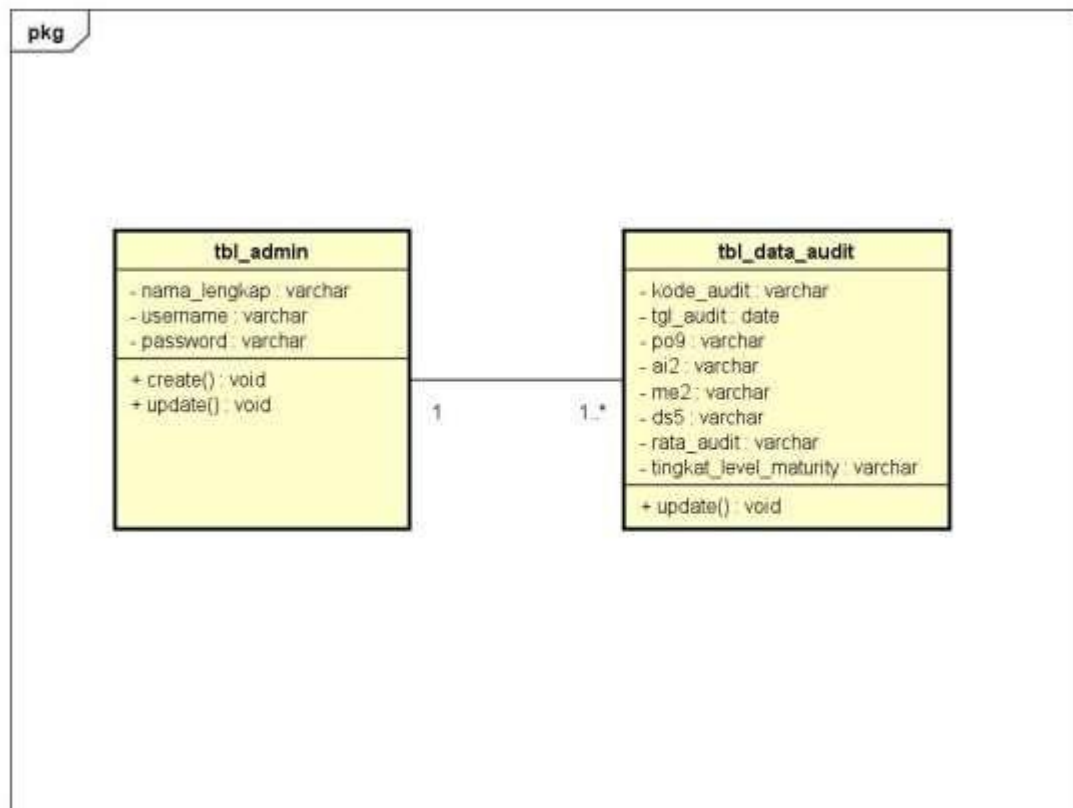 pkg
tbl_admin
- nama_lengkap : varchar
- username : varchar
- password : varchar
+ create() : void
+ update() : void
1
1..*
tbl_data_audit
- kode_audit : varchar
- tgl_audit : date
- po9 : varchar
- ai2 : varchar
- me2 : varchar
- ds5 : varchar
- rata_audit : varchar
- tingkat_level_maturity : varchar
+ update() : void